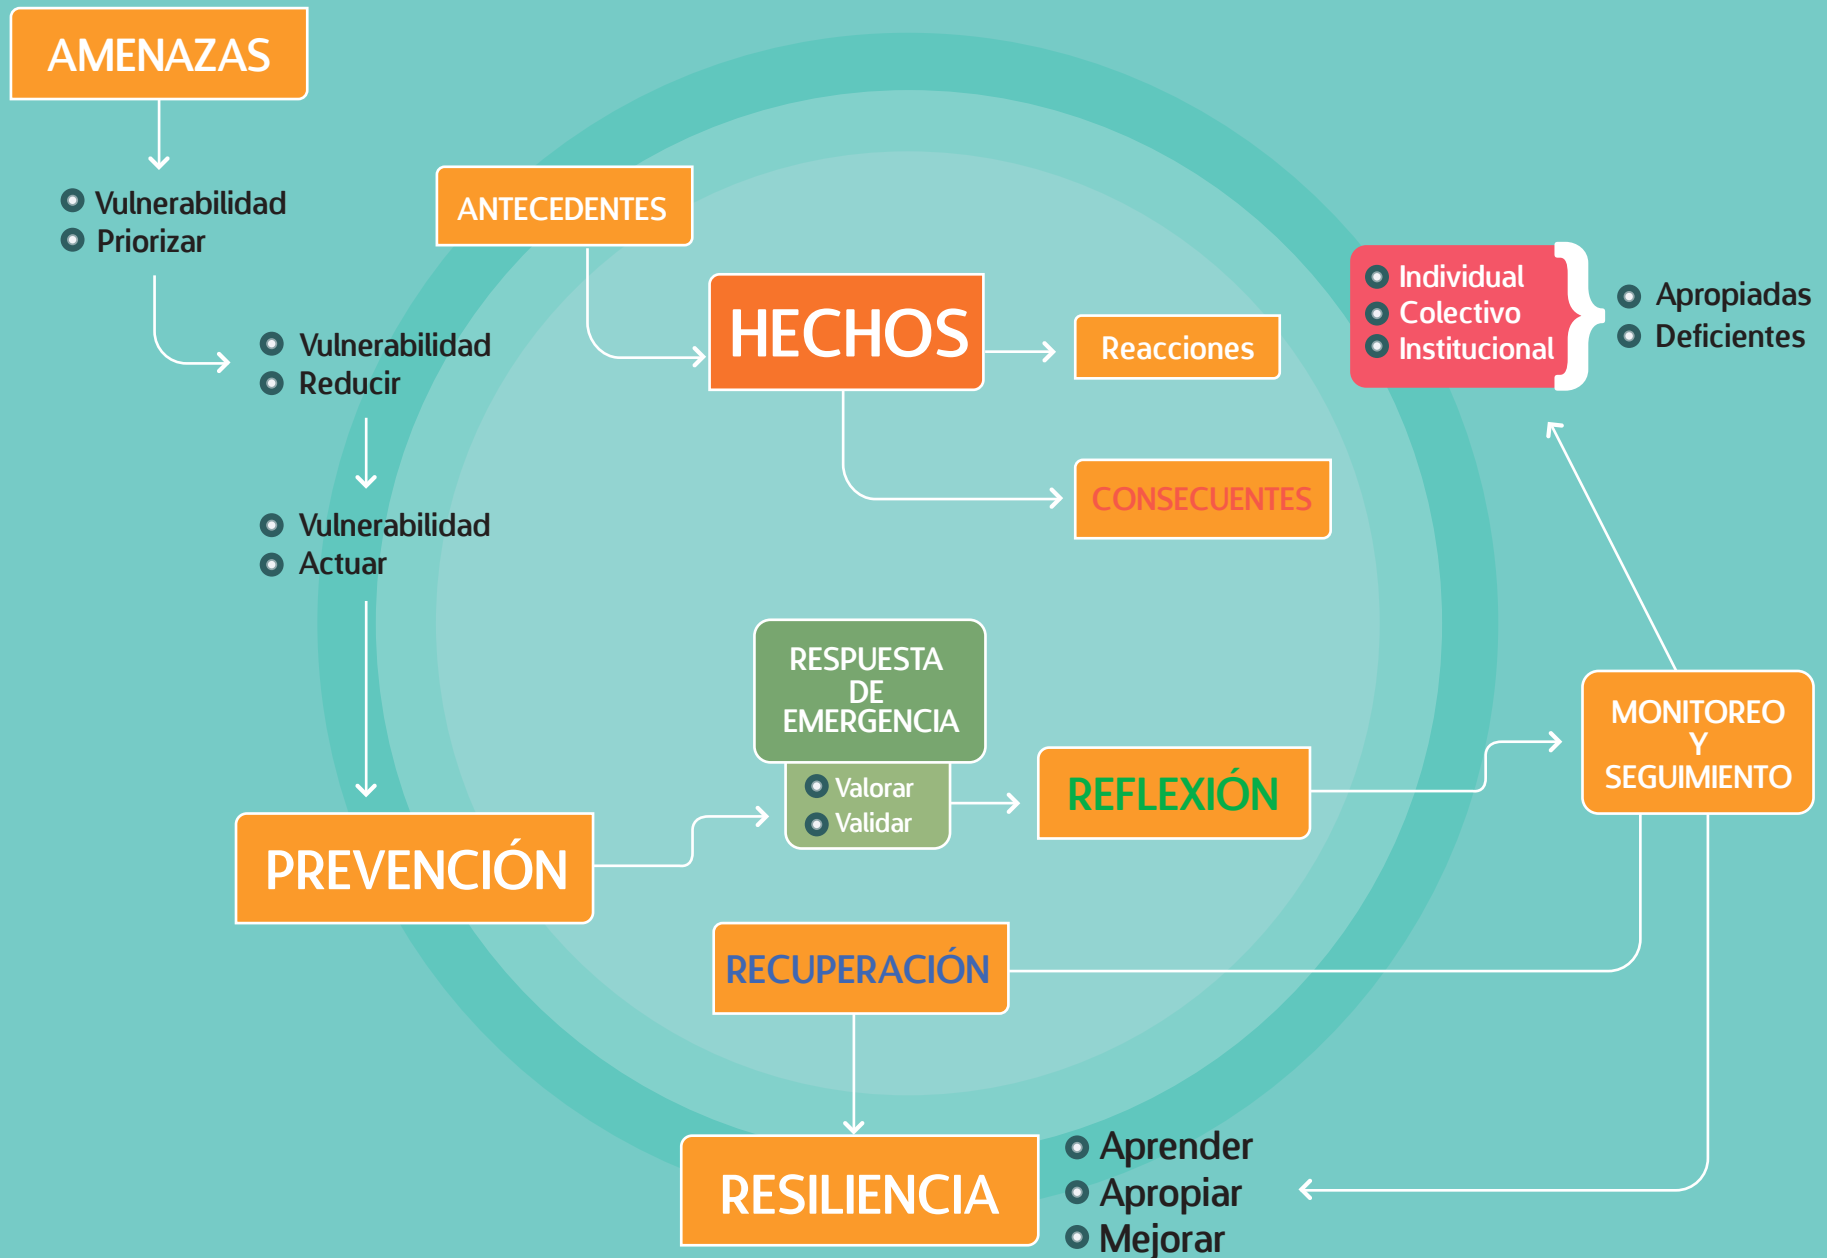 AMENAZAS
Vulnerabilidad
Priorizar
ANTECEDENTES
Vulnerabilidad
Reducir
HECHOS
Reacciones
Individual
Colectivo
Institucional
Apropiadas
Deficientes
CONSECUENTES
Vulnerabilidad
Actuar
RESPUESTA
DE
EMERGENCIA
Valorar
Validar
REFLEXIÓN
MONITOREO
Y
SEGUIMIENTO
PREVENCIÓN
RECUPERACIÓN
RESILIENCIA
Aprender
Apropiar
Mejorar